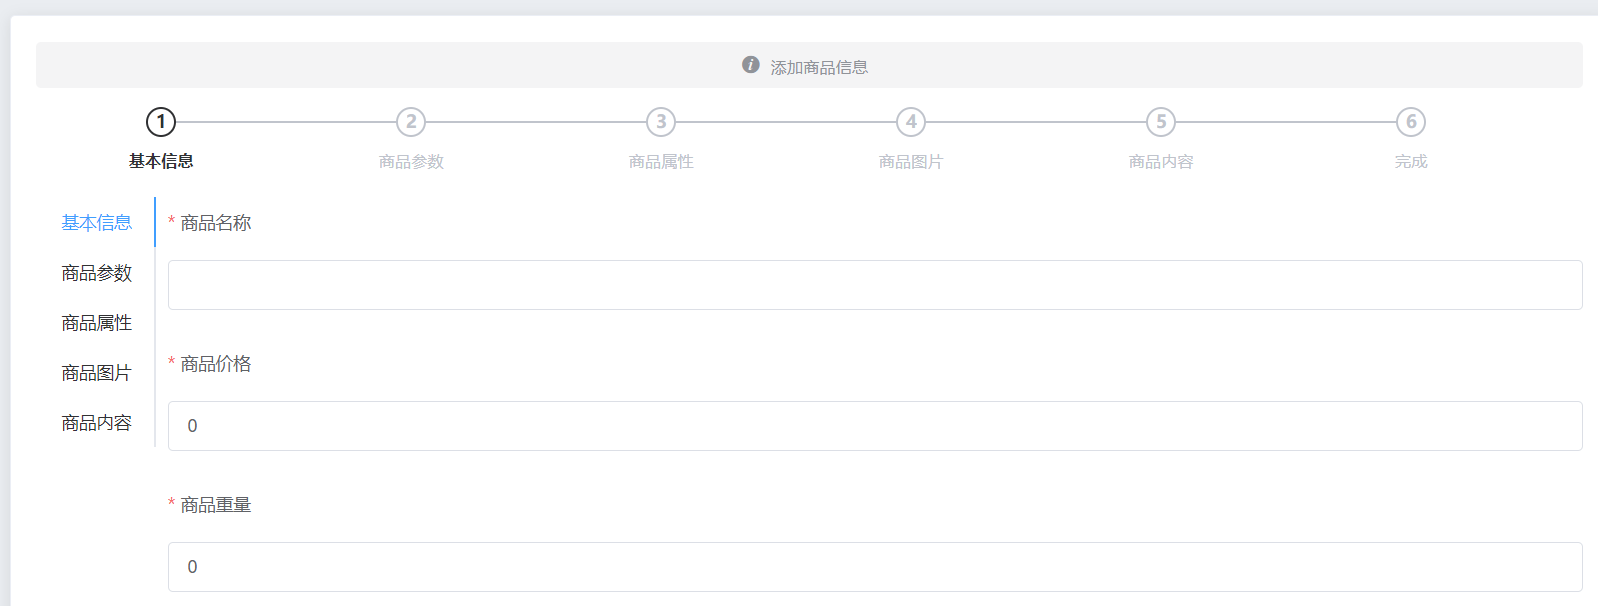 添加商品信息
1 2 3 4 5 6
基本信息 商品参数 商品属性 商品图片 商品内容 完成
基本信息
商品参数
商品属性
商品图片
商品内容
* 商品名称
* 商品价格
0
* 商品重量
0